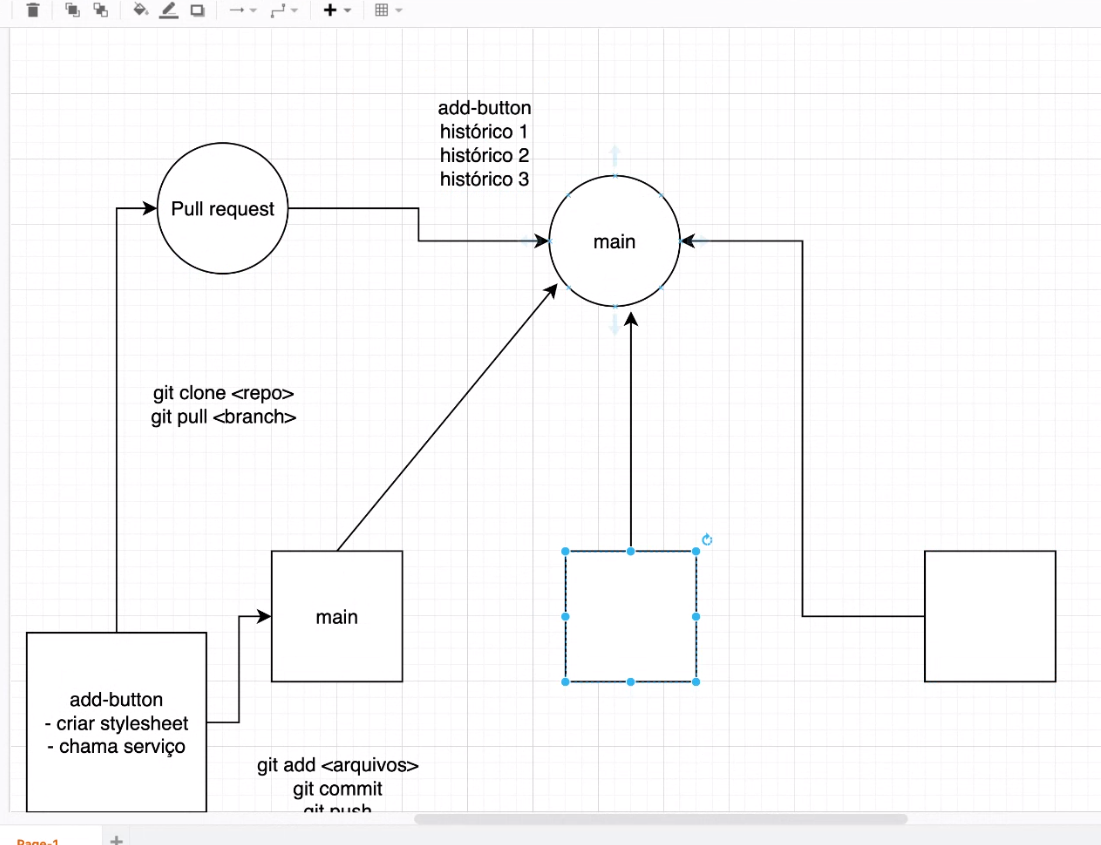 add-button
histórico 1
histórico 2
histórico 3
Pull request
main
git clone <repo>
git pull <branch>
main
add-button
- criar stylesheet
- chama serviço
git add <arquivos>
git commit
git push
Page-1